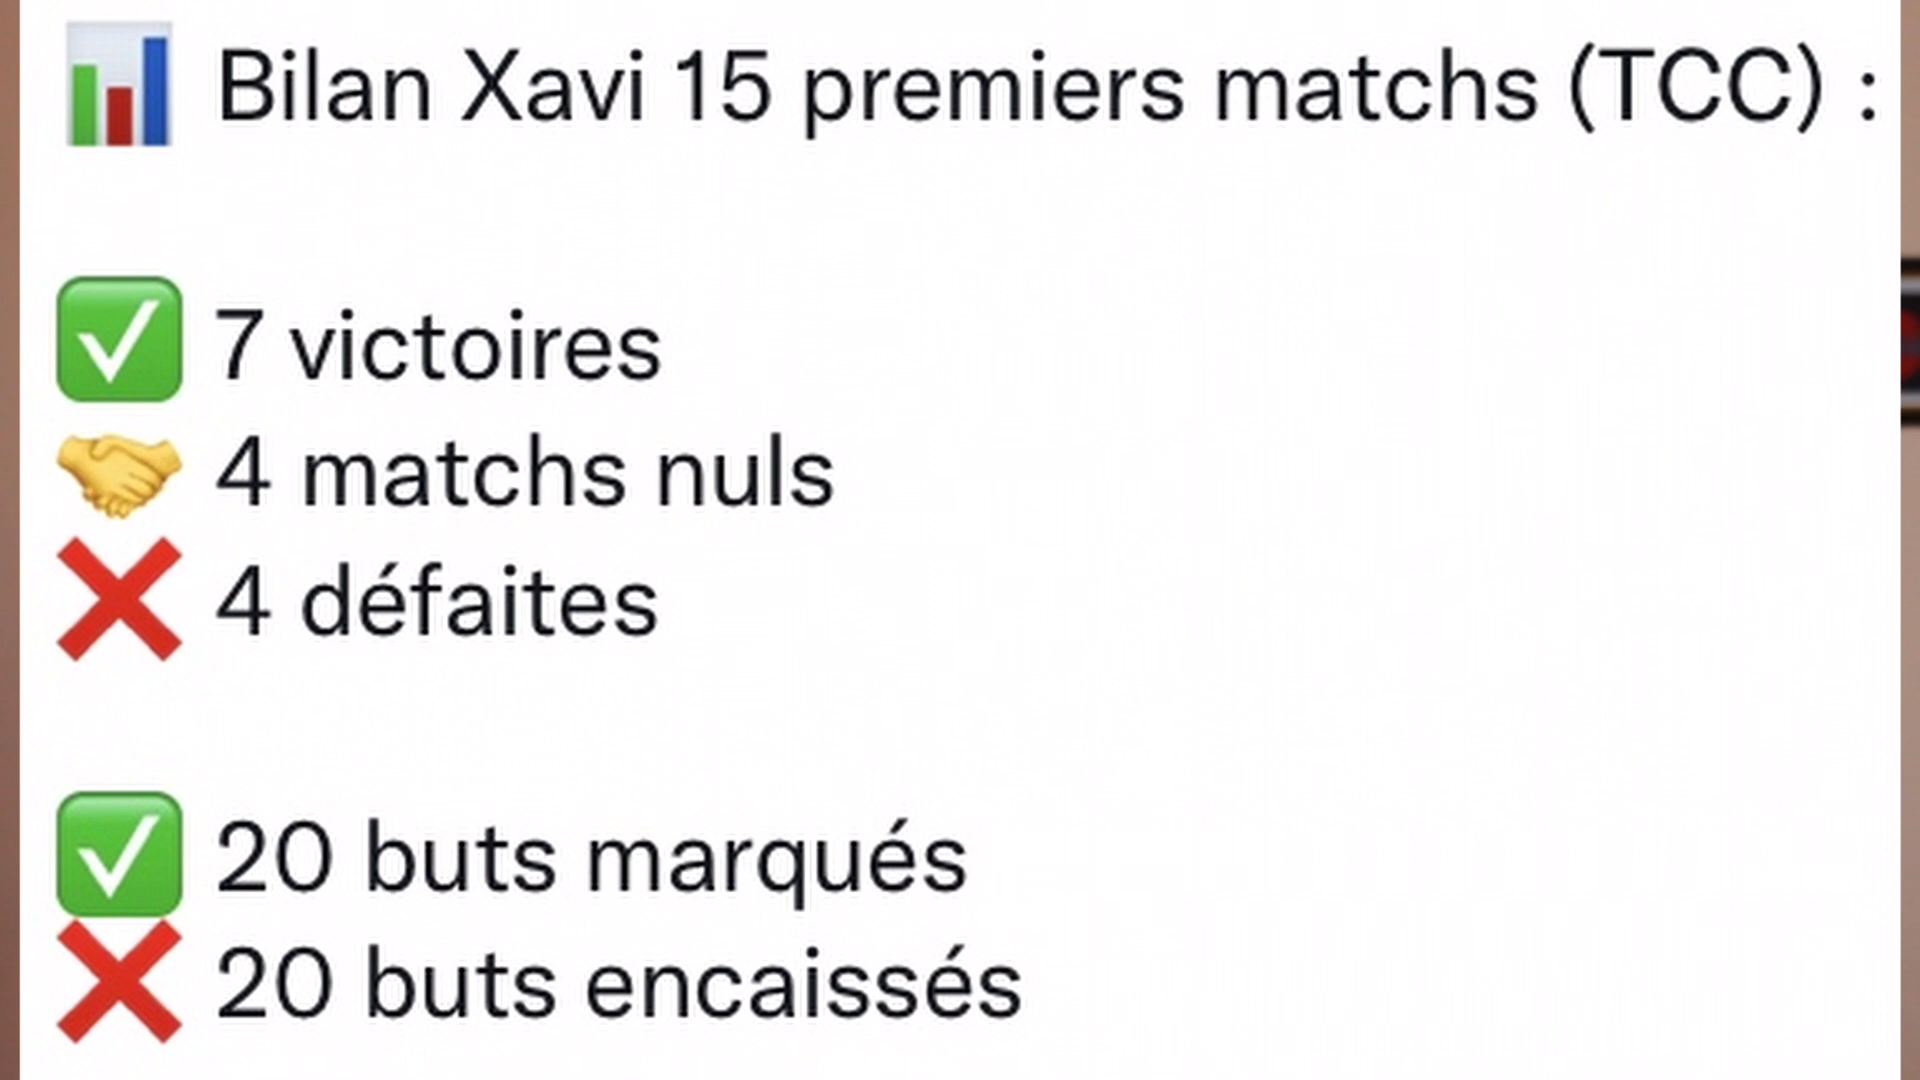 📊 Bilan Xavi 15 premiers matchs (TCC) :
✅ 7 victoires
🤝 4 matchs nuls
❌ 4 défaites
✅ 20 buts marqués
❌ 20 buts encaissés